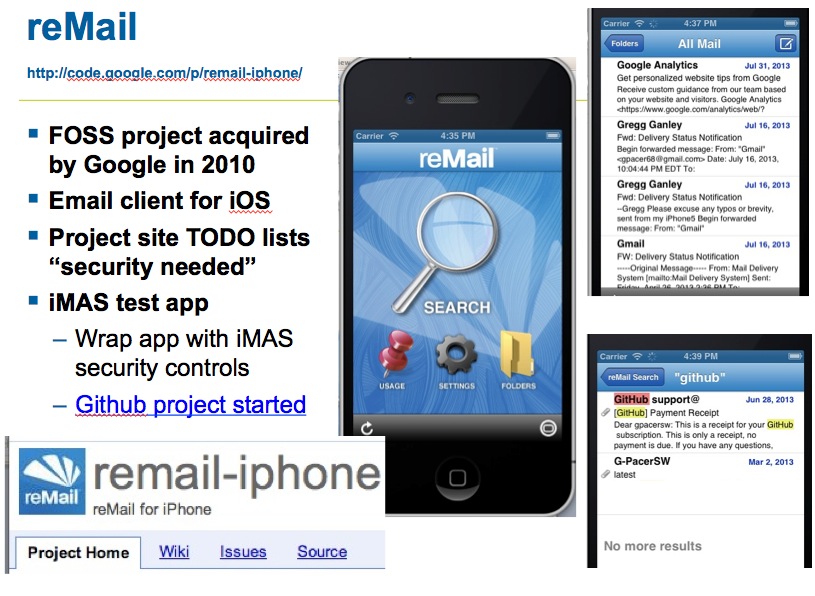 reMail
http://code.google.com/p/remail-iphone/
FOSS project acquired
by Google in 2010
Email client for iOS
Project site TODO lists
“security needed”
iMAS test app
– Wrap app with iMAS
security controls
– Github project started
reMail
remail-iphone
reMail for iPhone
Project Home Wiki Issues Source
Carrier 4:35 PM
reMail
SEARCH
USAGE SETTINGS FOLDERS
Carrier 4:37 PM
Folders All Mail
Google Analytics Jul 31, 2013
Get personalized website tips from Google
Receive custom guidance from our team based
on your website and visitors. Google Analytics
<https://www.google.com/analytics/web/?
Gregg Ganley Jul 16, 2013
Fwd: Delivery Status Notification
Begin forwarded message: From: "Gmail"
<gpacer68@gmail.com> Date: July 16, 2013,
10:04:44 PM EDT To:
Gregg Ganley Jul 16, 2013
Fwd: Delivery Status Notification
--Gregg Please excuse any typos or brevity,
sent from my iPhone5 Begin forwarded
message: From: "Gmail"
Gmail Jul 16, 2013
FW: Delivery Status Notification
-----Original Message----- From: Mail Delivery
System [mailto:Mail Delivery System] Sent:
Friday, April 26, 2013 2:36 PM To:
Carrier 4:39 PM
reMail Search "github"
GitHub support@ Jun 28, 2013
[GitHub] Payment Receipt
Dear gpacersw: This is a receipt for your GitHub
subscription. This is only a receipt, no
payment is due. If you have any questions,
G-PacerSW Mar 2, 2013
latest
No more results